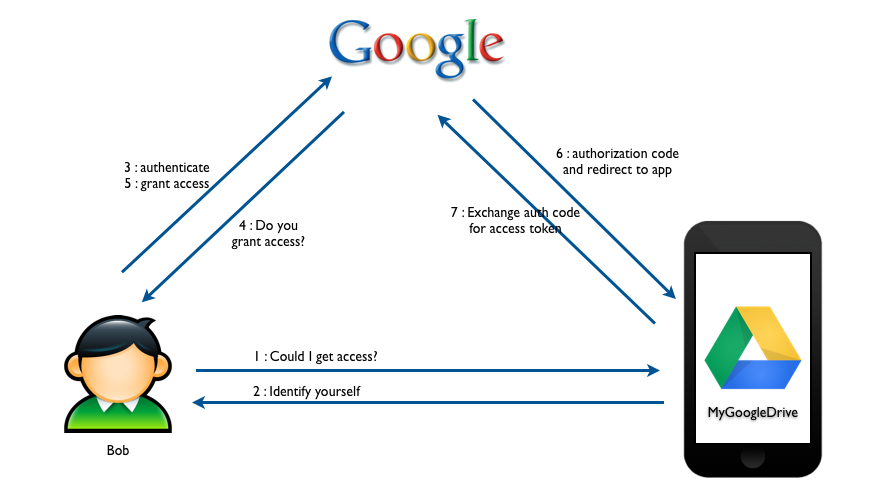 Google
3 : authenticate
5 : grant access
6 : authorization code
and redirect to app
4 : Do you
grant access?
7 : Exchange auth code
for access token
1 : Could I get access?
2 : Identify yourself
MyGoogleDrive
Bob